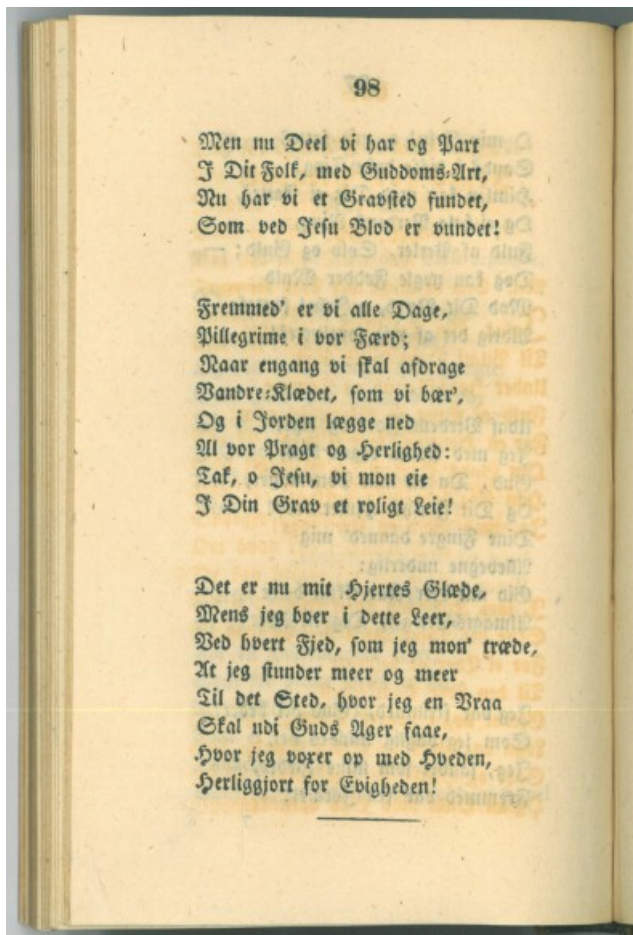 98
Men nu Deel vi har og Part
I Dit Folk, med Guddoms-Art,
Nu har vi et Gravsted fundet,
Som ved Jesu Blod er vundet!
Fremmed' er vi alle Dage,
Pillegrime i vor Færd;
Naar engang vi skal afdrage
Vandre-Klædet, som vi bær',
Og i Jorden lægge ned
Al vor Pragt og Herlighed:
Tak, o Jesu, vi mon eie
I Din Grav et roligt Leie!
Det er nu mit Hjertes Glæde,
Mens jeg boer i dette Leer,
Ved hvert Fjed, som jeg mon' træde,
At jeg stunder meer og meer
Til det Sted, hvor jeg en Vraa
Skal udi Guds Ager faae,
Hvor jeg voxer op med Hveden,
Herliggjort for Evigheden!